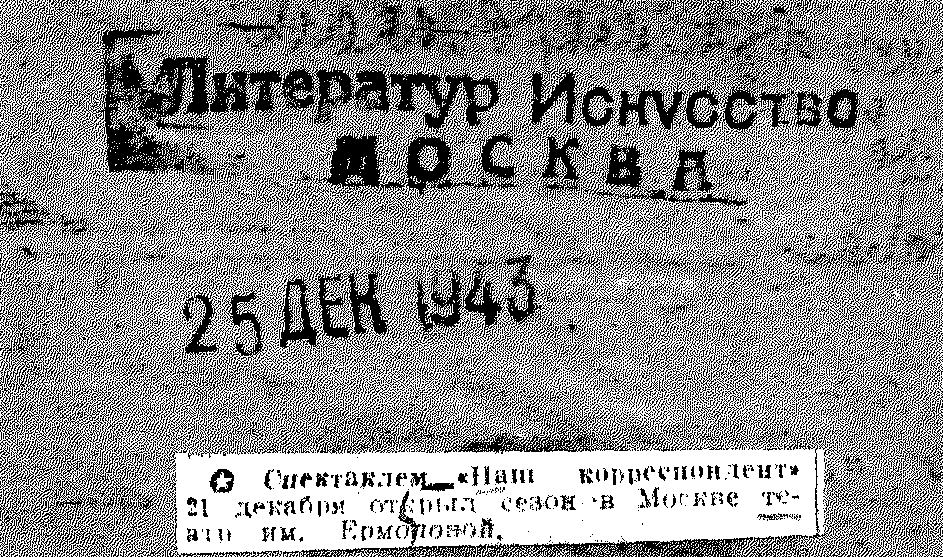 Литератур Искусство
МОСКВА
25 ДЕК 1943
Спектаклем «Наш корреспондент»
21 декабря открыл сезон в Москве те-
атр им. Ермоловой.